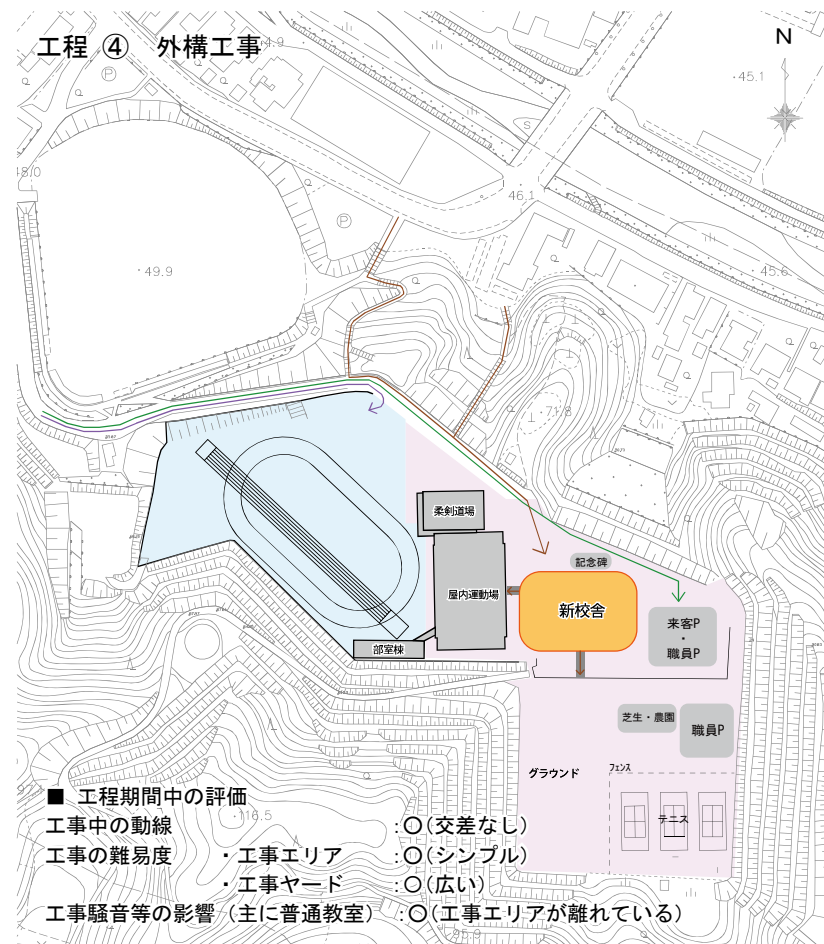 工程 ④ 外構工事
N
45.1
46.1
45.6
49.9
71.8
柔剣道場
記念碑
屋内運動場
新校舎
来客P
・
職員P
部室棟
芝生・農園
職員P
グラウンド
フェンス
テニス
■ 工程期間中の評価
116.5
工事中の動線 :○(交差なし)
工事の難易度 ・工事エリア :○(シンプル)
・工事ヤード :○(広い)
工事騒音等の影響（主に普通教室） :○(工事エリアが離れている)